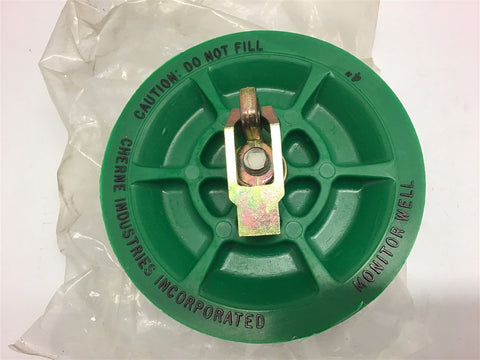 CAUTION: DO NOT FILL
4"
MONITOR WELL
CHERNE INDUSTRIES INCORPORATED